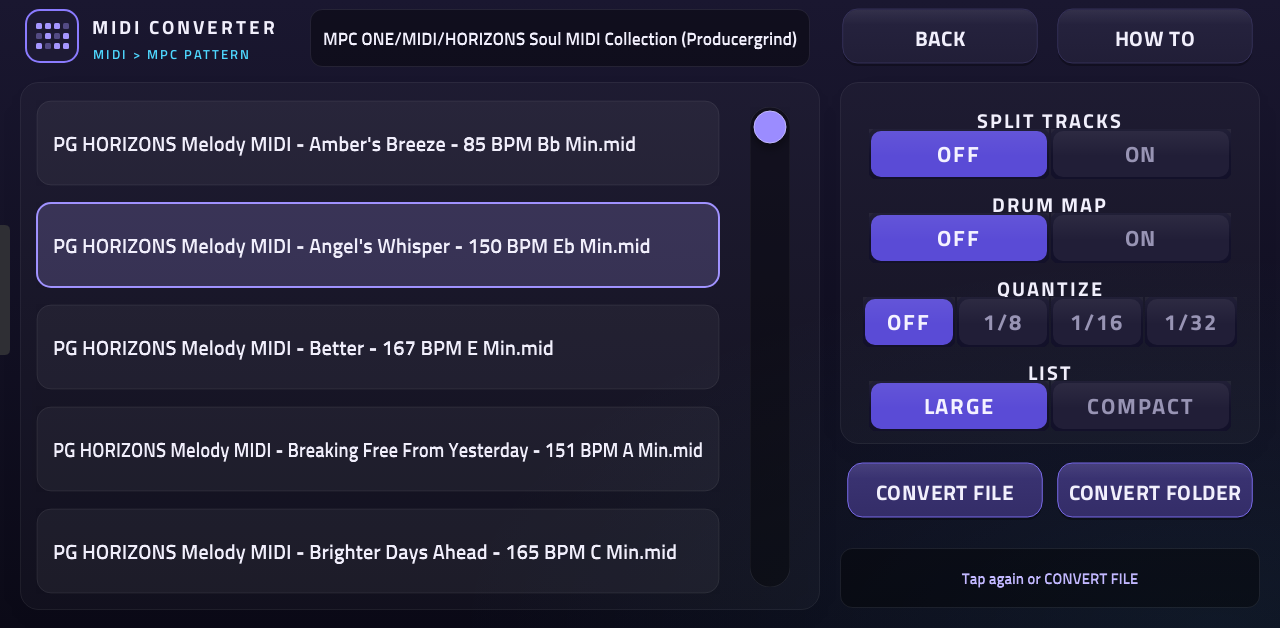 MIDI CONVERTER
MIDI > MPC PATTERN
MPC ONE/MIDI/HORIZONS Soul MIDI Collection (Producergrind)
BACK
HOW TO
PG HORIZONS Melody MIDI - Amber's Breeze - 85 BPM Bb Min.mid
PG HORIZONS Melody MIDI - Angel's Whisper - 150 BPM Eb Min.mid
PG HORIZONS Melody MIDI - Better - 167 BPM E Min.mid
PG HORIZONS Melody MIDI - Breaking Free From Yesterday - 151 BPM A Min.mid
PG HORIZONS Melody MIDI - Brighter Days Ahead - 165 BPM C Min.mid
SPLIT TRACKS
OFF ON
DRUM MAP
OFF ON
QUANTIZE
OFF 1/8 1/16 1/32
LIST
LARGE COMPACT
CONVERT FILE
CONVERT FOLDER
Tap again or CONVERT FILE